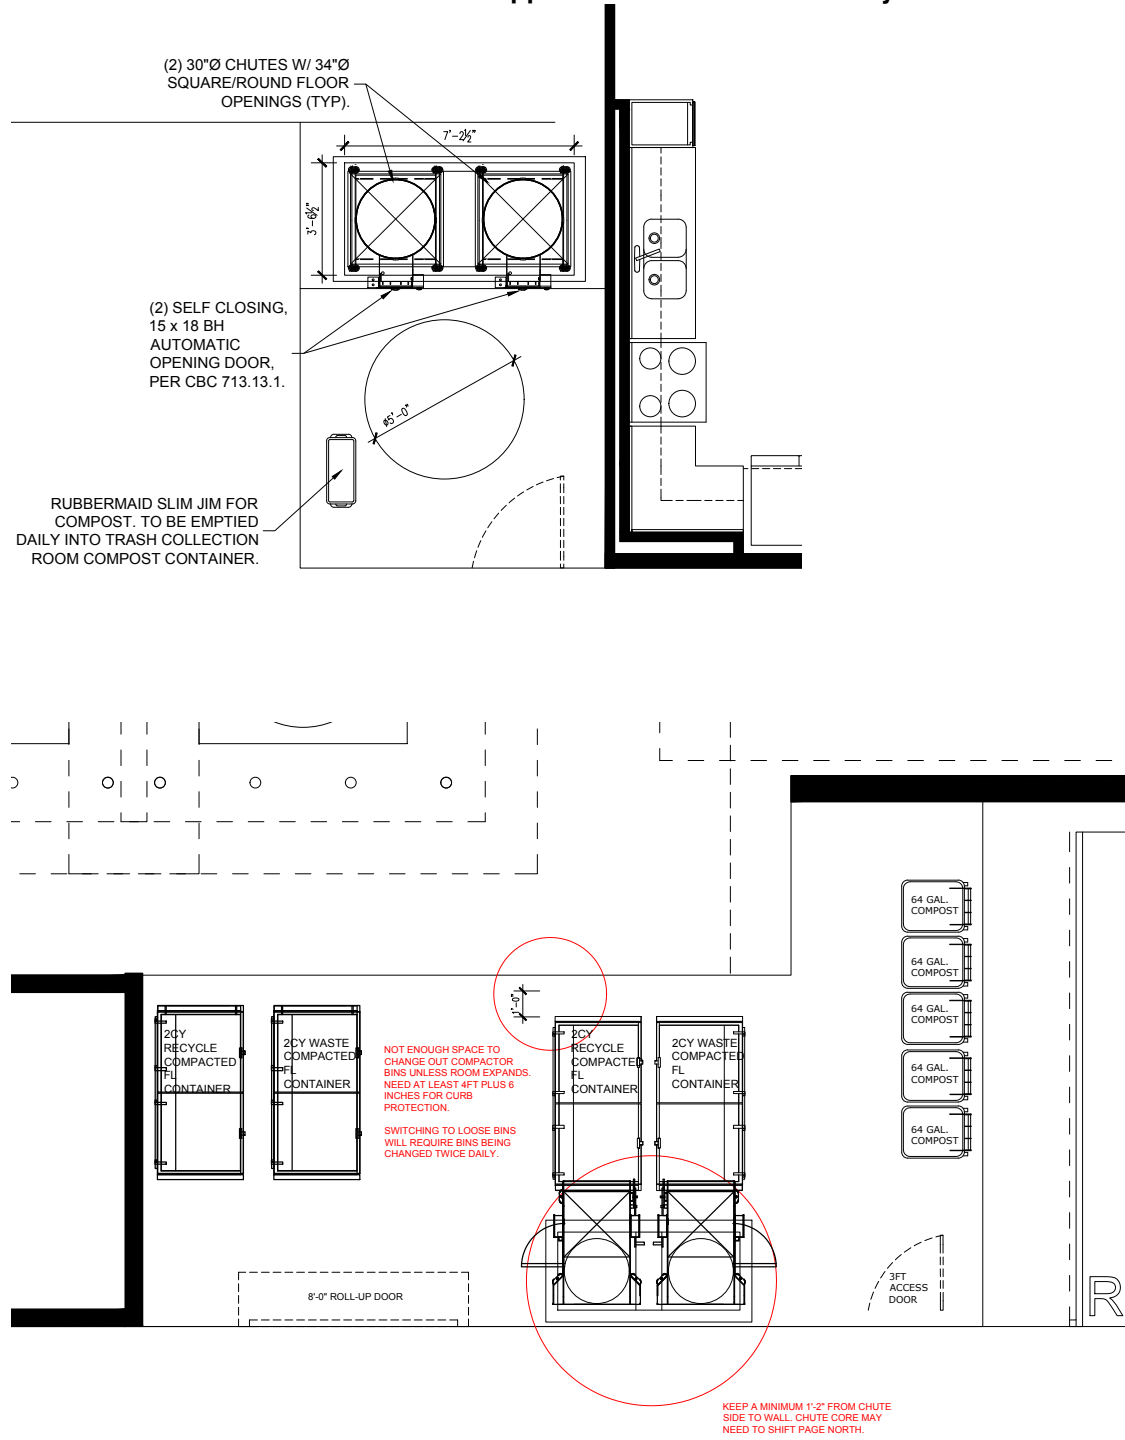 (2) 30"Ø CHUTES W/ 34"Ø
SQUARE/ROUND FLOOR
OPENINGS (TYP).
7'-2½"
3'-6½"
(2) SELF CLOSING,
15 x 18 BH
AUTOMATIC
OPENING DOOR,
PER CBC 713.13.1.
ø5'-0"
RUBBERMAID SLIM JIM FOR
COMPOST. TO BE EMPTIED
DAILY INTO TRASH COLLECTION
ROOM COMPOST CONTAINER.
64 GAL.
COMPOST
64 GAL.
COMPOST
64 GAL.
COMPOST
64 GAL.
COMPOST
64 GAL.
COMPOST
1'-0"
2CY
RECYCLE
COMPACTED
FL
CONTAINER
2CY WASTE
COMPACTED
FL
CONTAINER
NOT ENOUGH SPACE TO
CHANGE OUT COMPACTOR
BINS UNLESS ROOM EXPANDS.
NEED AT LEAST 4FT PLUS 6
INCHES FOR CURB
PROTECTION.
SWITCHING TO LOOSE BINS
WILL REQUIRE BINS BEING
CHANGED TWICE DAILY.
2CY
RECYCLE
COMPACTED
FL
CONTAINER
2CY WASTE
COMPACTED
FL
CONTAINER
8'-0" ROLL-UP DOOR
3FT
ACCESS
DOOR
R
KEEP A MINIMUM 1'-2" FROM CHUTE
SIDE TO WALL. CHUTE CORE MAY
NEED TO SHIFT PAGE NORTH.